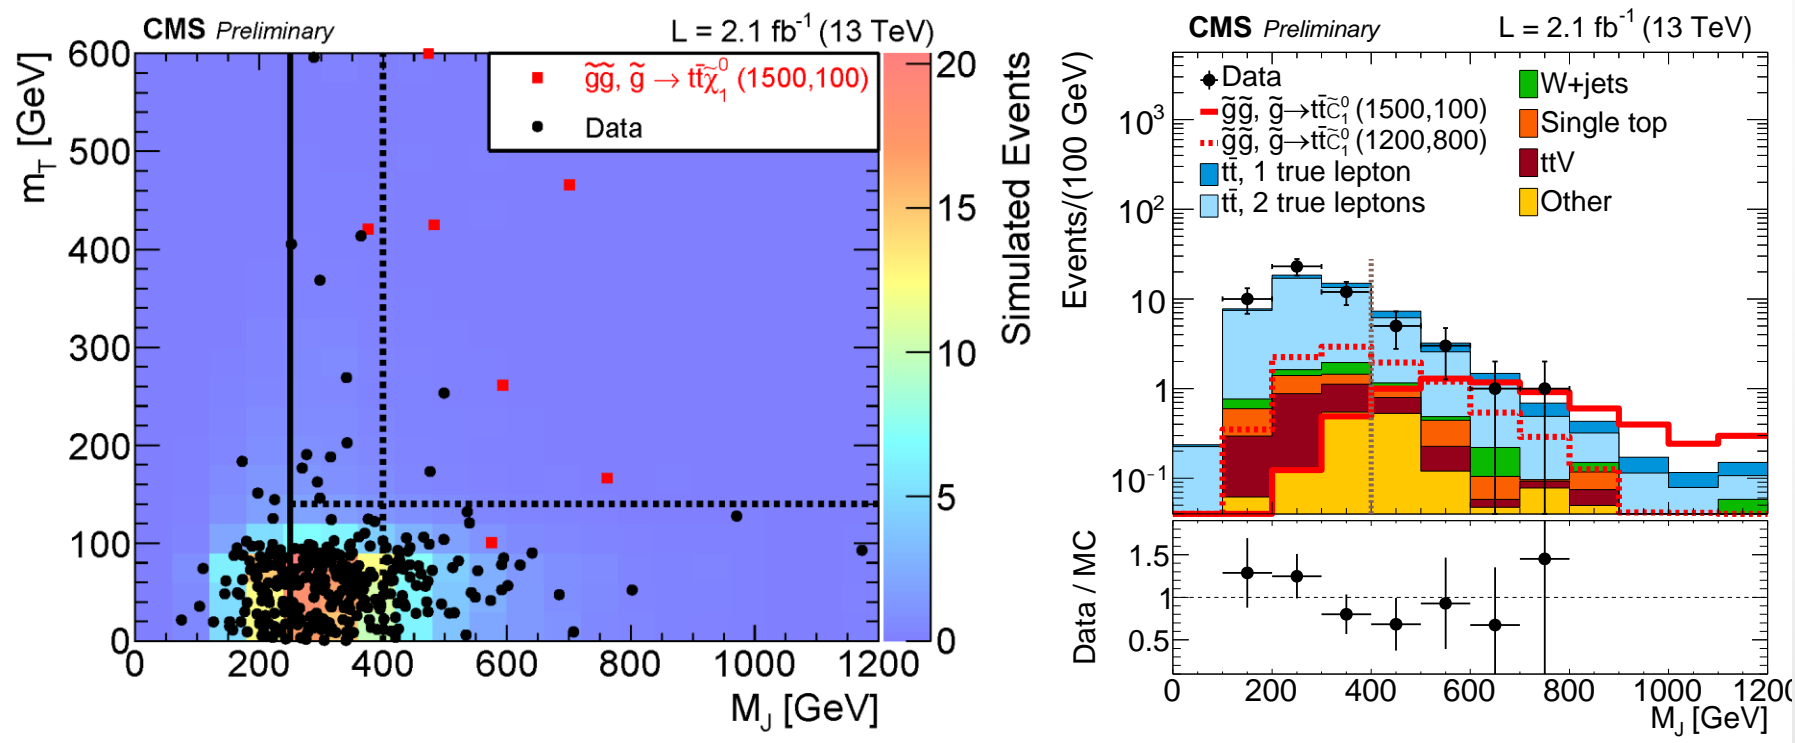 CMS Preliminary
L = 2.1 fb⁻¹ (13 TeV)
600
500
400
300
200
100
0
m_T [GeV]
g̃g̃, g̃ → tt̄χ̃⁰₁ (1500,100)
Data
0 200 400 600 800 1000 1200
M_J [GeV]
20
15
10
5
0
Simulated Events
CMS Preliminary
L = 2.1 fb⁻¹ (13 TeV)
Events/(100 GeV)
10³
10²
10
1
10⁻¹
Data
g̃g̃, g̃→tt̄C̃⁰₁ (1500,100)
g̃g̃, g̃→tt̄C̃⁰₁ (1200,800)
tt̄, 1 true lepton
tt̄, 2 true leptons
W+jets
Single top
ttV
Other
Data / MC
1.5
1
0.5
0 200 400 600 800 1000 120
M_J [GeV]